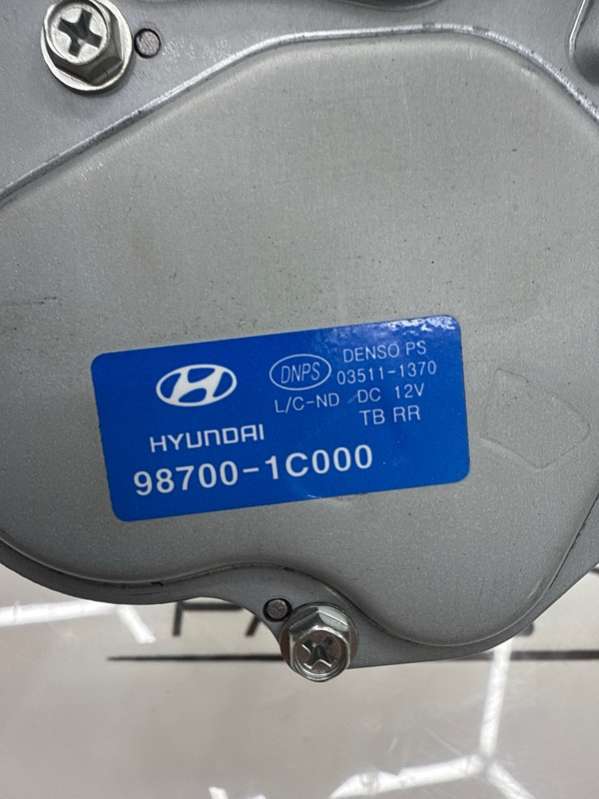 DENSO PS
DNPS 03511-1370
L/C-ND DC 12V
TB RR
HYUNDAI
98700-1C000